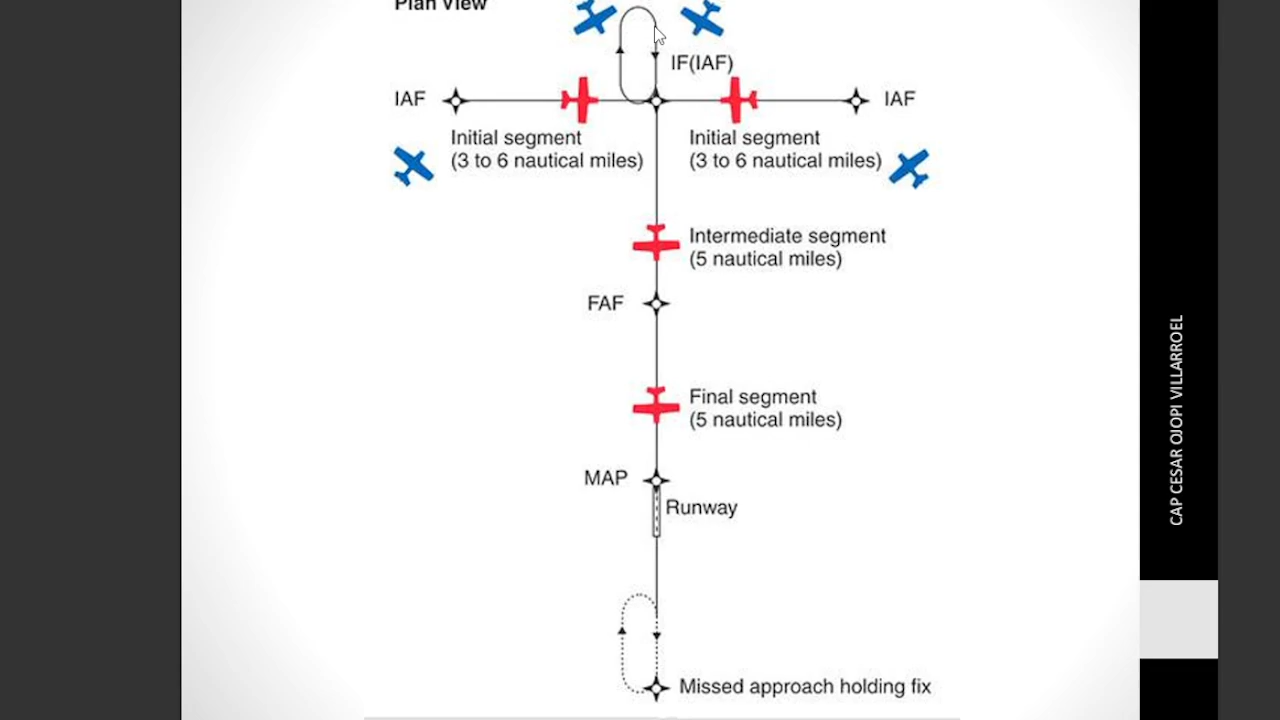 Plan View
IF(IAF)
IAF
IAF
Initial segment
(3 to 6 nautical miles)
Initial segment
(3 to 6 nautical miles)
Intermediate segment
(5 nautical miles)
FAF
Final segment
(5 nautical miles)
MAP
Runway
Missed approach holding fix
CAP CESAR OJOPI VILLARROEL